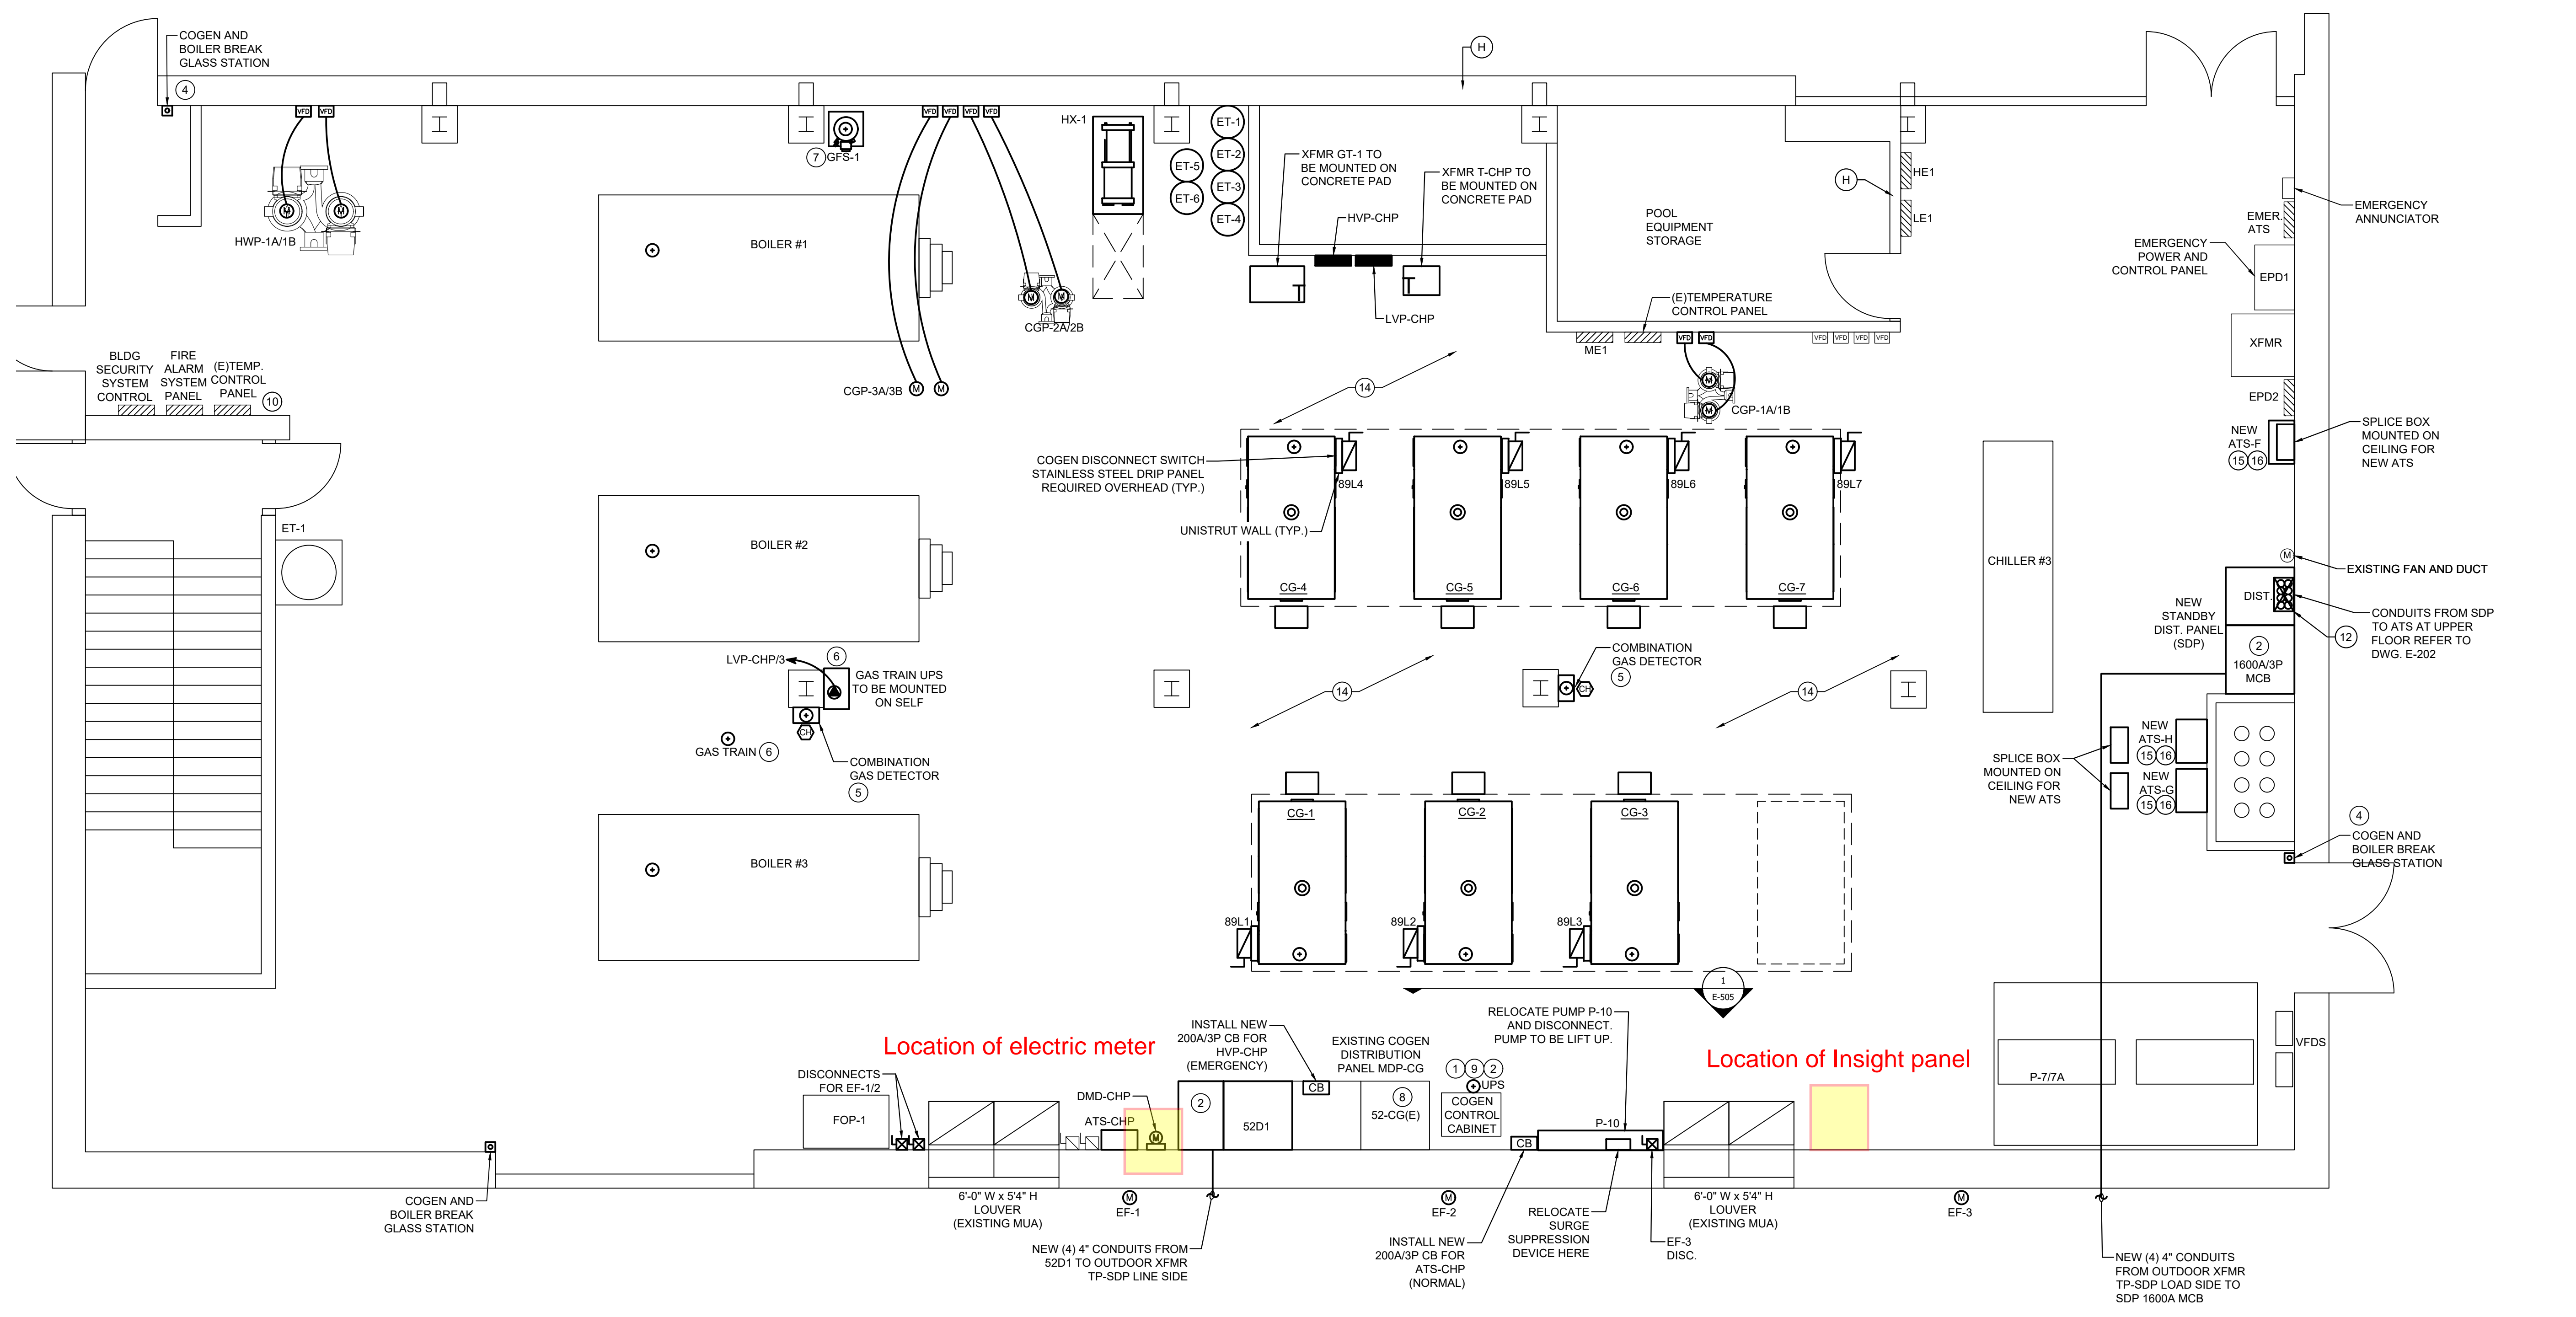 COGEN AND
BOILER BREAK
GLASS STATION
4
H
VFD
VFD
VFD
VFD
VFD
VFD
7
GFS-1
HX-1
ET-1
ET-2
ET-3
ET-4
ET-5
ET-6
XFMR GT-1 TO
BE MOUNTED ON
CONCRETE PAD
XFMR T-CHP TO
BE MOUNTED ON
CONCRETE PAD
HVP-CHP
LVP-CHP
T
T
POOL
EQUIPMENT
STORAGE
H
HE1
LE1
EMER.
ATS
EMERGENCY
ANNUNCIATOR
EMERGENCY
POWER AND
CONTROL PANEL
EPD1
XFMR
EPD2
M
M
HWP-1A/1B
BOILER #1
M
M
CGP-2A/2B
CGP-3A/3B
M
M
(E)TEMPERATURE
CONTROL PANEL
ME1
VFD
VFD
VFD
VFD
VFD
VFD
M
M
CGP-1A/1B
14
BLDG
SECURITY
SYSTEM
CONTROL
FIRE
ALARM
SYSTEM
PANEL
(E)TEMP.
CONTROL
PANEL
10
NEW
ATS-F
15
16
SPLICE BOX
MOUNTED ON
CEILING FOR
NEW ATS
COGEN DISCONNECT SWITCH
STAINLESS STEEL DRIP PANEL
REQUIRED OVERHEAD (TYP.)
UNISTRUT WALL (TYP.)
89L4
89L5
89L6
89L7
CG-4
CG-5
CG-6
CG-7
ET-1
BOILER #2
CHILLER #3
M
EXISTING FAN AND DUCT
DIST.
NEW
STANDBY
DIST. PANEL
(SDP)
CONDUITS FROM SDP
TO ATS AT UPPER
FLOOR REFER TO
DWG. E-202
12
2
1600A/3P
MCB
LVP-CHP/3
6
GAS TRAIN UPS
TO BE MOUNTED
ON SELF
CH
GAS TRAIN
6
COMBINATION
GAS DETECTOR
5
14
COMBINATION
GAS DETECTOR
5
CH
14
SPLICE BOX
MOUNTED ON
CEILING FOR
NEW ATS
NEW
ATS-H
15
16
NEW
ATS-G
15
16
4
COGEN AND
BOILER BREAK
GLASS STATION
BOILER #3
CG-1
CG-2
CG-3
89L1
89L2
89L3
1
E-505
Location of electric meter
Location of Insight panel
INSTALL NEW
200A/3P CB FOR
HVP-CHP
(EMERGENCY)
EXISTING COGEN
DISTRIBUTION
PANEL MDP-CG
RELOCATE PUMP P-10
AND DISCONNECT.
PUMP TO BE LIFT UP.
1
9
2
UPS
COGEN
CONTROL
CABINET
DISCONNECTS
FOR EF-1/2
FOP-1
DMD-CHP
ATS-CHP
M
2
52D1
CB
8
52-CG(E)
CB
P-10
P-7/7A
VFDS
COGEN AND
BOILER BREAK
GLASS STATION
6'-0" W x 5'4" H
LOUVER
(EXISTING MUA)
M
EF-1
M
EF-2
6'-0" W x 5'4" H
LOUVER
(EXISTING MUA)
M
EF-3
NEW (4) 4" CONDUITS FROM
52D1 TO OUTDOOR XFMR
TP-SDP LINE SIDE
INSTALL NEW
200A/3P CB FOR
ATS-CHP
(NORMAL)
RELOCATE
SURGE
SUPPRESSION
DEVICE HERE
EF-3
DISC.
NEW (4) 4" CONDUITS
FROM OUTDOOR XFMR
TP-SDP LOAD SIDE TO
SDP 1600A MCB